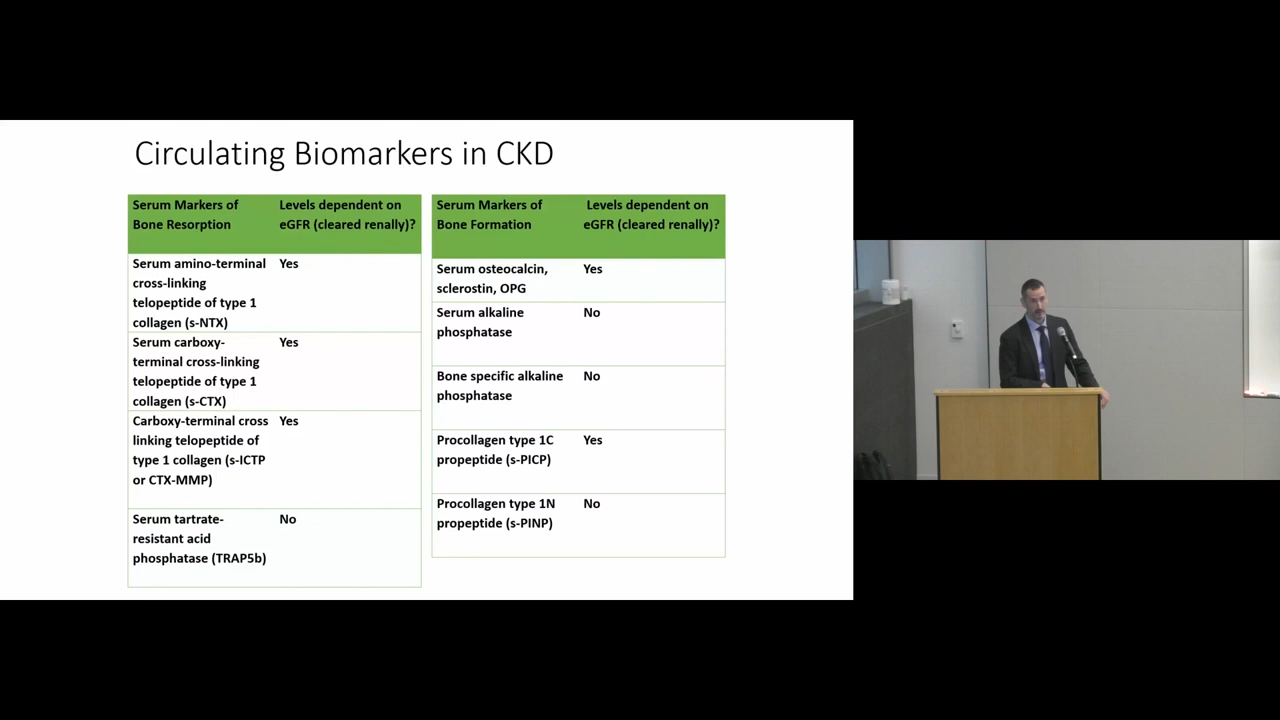 Circulating Biomarkers in CKD
Serum Markers of
Bone Resorption
Levels dependent on
eGFR (cleared renally)?
Serum amino-terminal
cross-linking
telopeptide of type 1
collagen (s-NTX)
Yes
Serum carboxy-
terminal cross-linking
telopeptide of type 1
collagen (s-CTX)
Yes
Carboxy-terminal cross
linking telopeptide of
type 1 collagen (s-ICTP
or CTX-MMP)
Yes
Serum tartrate-
resistant acid
phosphatase (TRAP5b)
No
Serum Markers of
Bone Formation
Levels dependent on
eGFR (cleared renally)?
Serum osteocalcin,
sclerostin, OPG
Yes
Serum alkaline
phosphatase
No
Bone specific alkaline
phosphatase
No
Procollagen type 1C
propeptide (s-PICP)
Yes
Procollagen type 1N
propeptide (s-PINP)
No